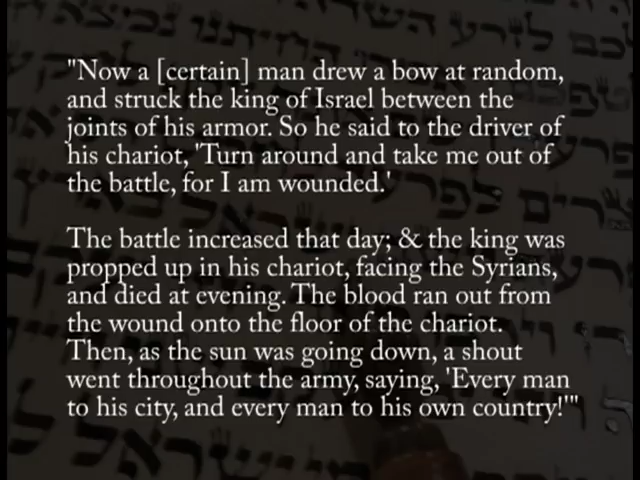 "Now a [certain] man drew a bow at random,
and struck the king of Israel between the
joints of his armor. So he said to the driver of
his chariot, 'Turn around and take me out of
the battle, for I am wounded.'
The battle increased that day; & the king was
propped up in his chariot, facing the Syrians,
and died at evening. The blood ran out from
the wound onto the floor of the chariot.
Then, as the sun was going down, a shout
went throughout the army, saying, 'Every man
to his city, and every man to his own country!'"